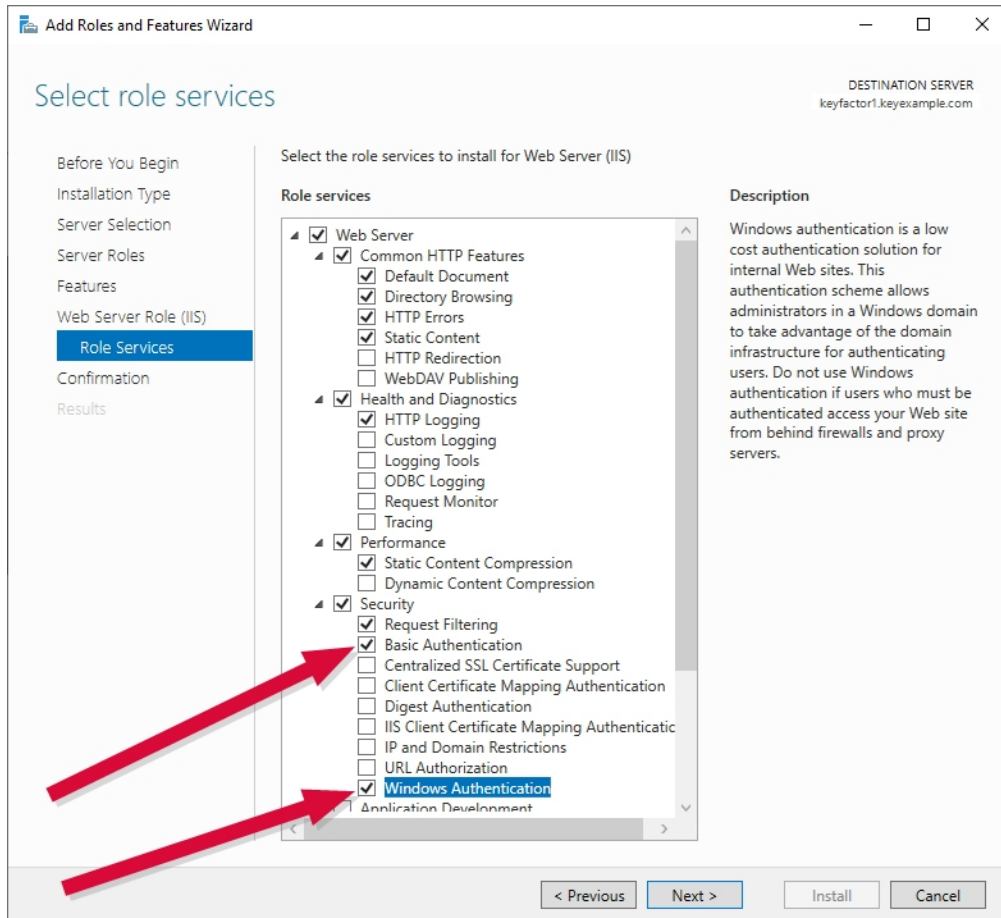 Add Roles and Features Wizard
Select role services
DESTINATION SERVER
keyfactor1.keyexample.com
Before You Begin
Installation Type
Server Selection
Server Roles
Features
Web Server Role (IIS)
Role Services
Confirmation
Results
Select the role services to install for Web Server (IIS)
Role services
Web Server
Common HTTP Features
Default Document
Directory Browsing
HTTP Errors
Static Content
HTTP Redirection
WebDAV Publishing
Health and Diagnostics
HTTP Logging
Custom Logging
Logging Tools
ODBC Logging
Request Monitor
Tracing
Performance
Static Content Compression
Dynamic Content Compression
Security
Request Filtering
Basic Authentication
Centralized SSL Certificate Support
Client Certificate Mapping Authentication
Digest Authentication
IIS Client Certificate Mapping Authenticatic
IP and Domain Restrictions
URL Authorization
Windows Authentication
Application Development
Description
Windows authentication is a low
cost authentication solution for
internal Web sites. This
authentication scheme allows
administrators in a Windows domain
to take advantage of the domain
infrastructure for authenticating
users. Do not use Windows
authentication if users who must be
authenticated access your Web site
from behind firewalls and proxy
servers.
< Previous
Next >
Install
Cancel